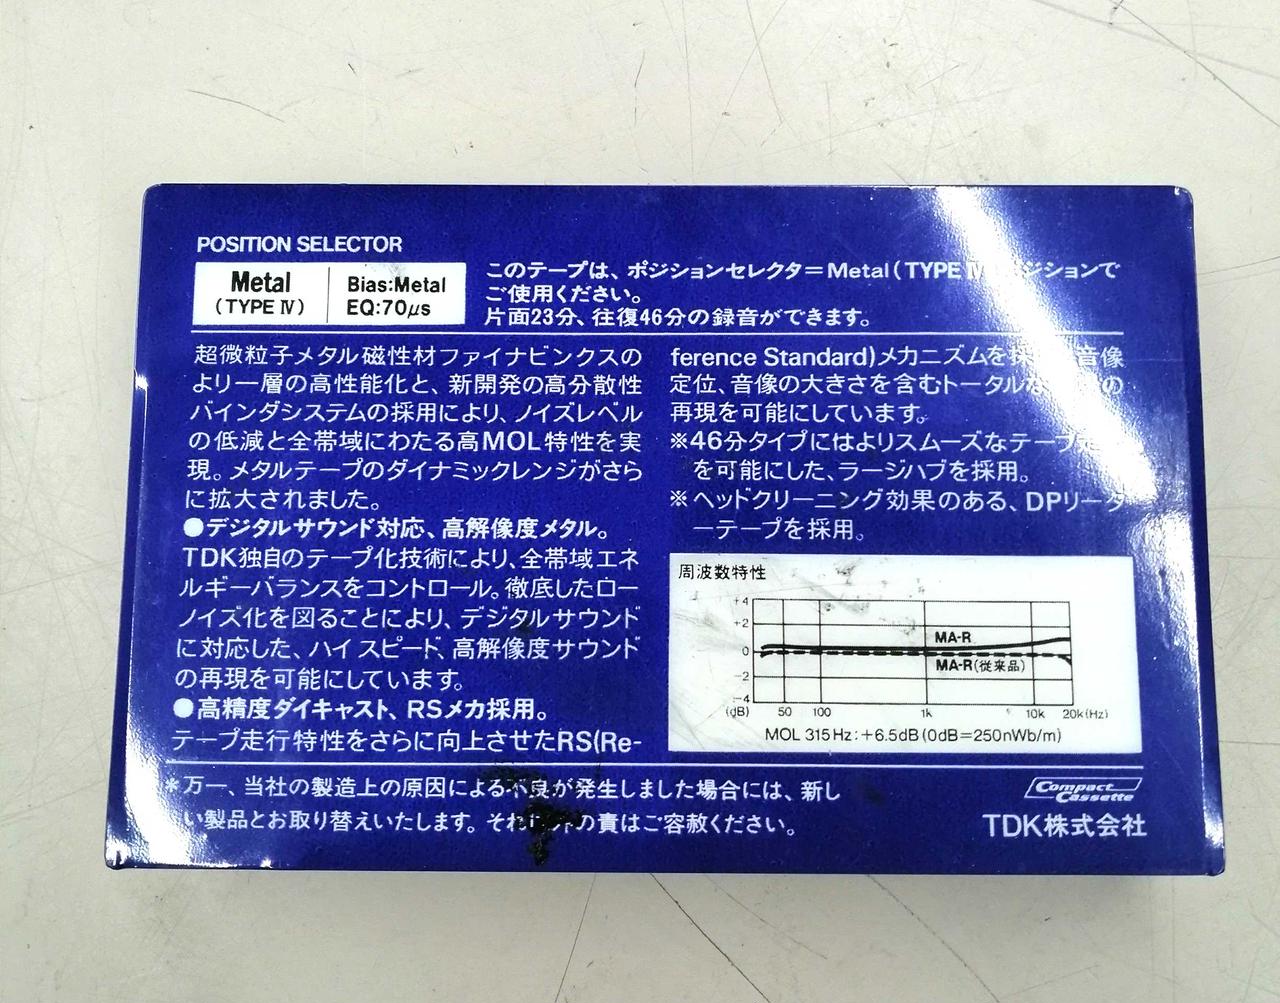 POSITION SELECTOR
Metal
(TYPE Ⅳ)
Bias:Metal
EQ:70μs
このテープは、ポジションセレクタ=Metal(TYPE Ⅳ ジションで
ご使用ください。
片面23分、往復46分の録音ができます。
超微粒子メタル磁性材ファイナビンクスの
より一層の高性能化と、新開発の高分散性
バインダシステムの採用により、ノイズレベル
の低減と全帯域にわたる高MOL特性を実
現。メタルテープのダイナミックレンジがさら
に拡大されました。
●デジタルサウンド対応、高解像度メタル。
TDK独自のテープ化技術により、全帯域エネ
ルギーバランスをコントロール。徹底したロー
ノイズ化を図ることにより、デジタルサウンド
に対応した、ハイスピード、高解像度サウンド
の再現を可能にしています。
●高精度ダイキャスト、RSメカ採用。
テープ走行特性をさらに向上させたRS(Re-
ference Standard)メカニズムを採 音像
定位、音像の大きさを含むトータルな の
再現を可能にしています。
※46分タイプにはよりスムーズなテープ
を可能にした、ラージハブを採用。
※ヘッドクリーニング効果のある、DPリーダ
ーテープを採用。
周波数特性
+4
+2
0
-2
-4
MA-R
MA-R(従来品)
(dB) 50 100 1k 10k 20k(Hz)
MOL 315Hz:+6.5dB(0dB=250nWb/m)
*万一、当社の製造上の原因による不良が発生しました場合には、新し
い製品とお取り替えいたします。それ の責はご容赦ください。
Compact
Cassette
TDK株式会社